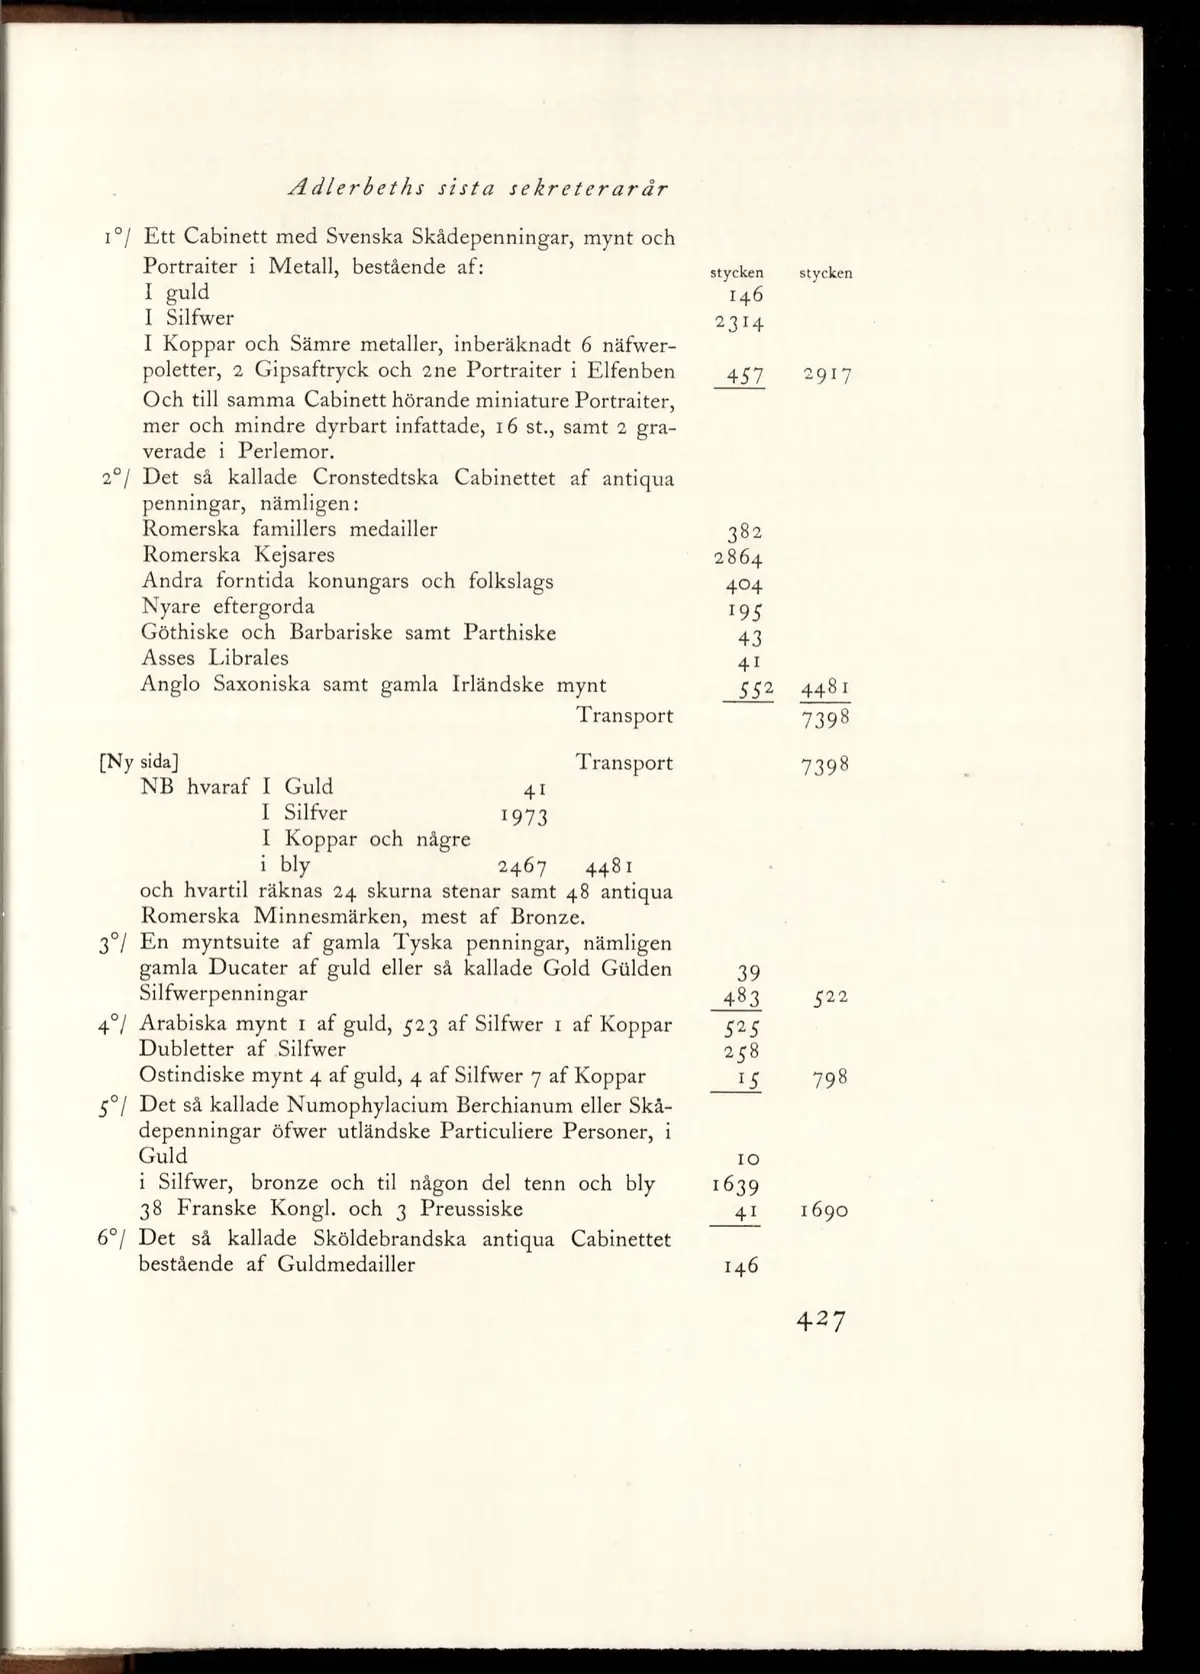 Adlerbeths sista sekreterarår
1°/ Ett Cabinett med Svenska Skådepenningar, mynt och
Portraiter i Metall, bestående af: stycken stycken
I guld 146
I Silfwer 2314
I Koppar och Sämre metaller, inberäknadt 6 näfwer-
poletter, 2 Gipsaftryck och 2ne Portraiter i Elfenben 457 2917
Och till samma Cabinett hörande miniature Portraiter,
mer och mindre dyrbart infattade, 16 st., samt 2 gra-
verade i Perlemor.
2°/ Det så kallade Cronstedtska Cabinettet af antiqua
penningar, nämligen:
Romerska famillers medailler 382
Romerska Kejsares 2864
Andra forntida konungars och folkslags 404
Nyare eftergorda 195
Göthiske och Barbariske samt Parthiske 43
Asses Librales 41
Anglo Saxoniska samt gamla Irländske mynt 552 4481
Transport 7398
[Ny sida] Transport 7398
NB hvaraf I Guld 41
I Silfver 1973
I Koppar och någre
i bly 2467 4481
och hvartil räknas 24 skurna stenar samt 48 antiqua
Romerska Minnesmärken, mest af Bronze.
3°/ En myntsuite af gamla Tyska penningar, nämligen
gamla Ducater af guld eller så kallade Gold Gülden 39
Silfwerpenningar 483 522
4°/ Arabiska mynt 1 af guld, 523 af Silfwer 1 af Koppar 525
Dubletter af Silfwer 258
Ostindiske mynt 4 af guld, 4 af Silfwer 7 af Koppar 15 798
5°/ Det så kallade Numophylacium Berchianum eller Skå-
depenningar öfwer utländske Particuliere Personer, i
Guld 10
i Silfwer, bronze och til någon del tenn och bly 1639
38 Franske Kongl. och 3 Preussiske 41 1690
6°/ Det så kallade Sköldebrandska antiqua Cabinettet
bestående af Guldmedailler 146
427